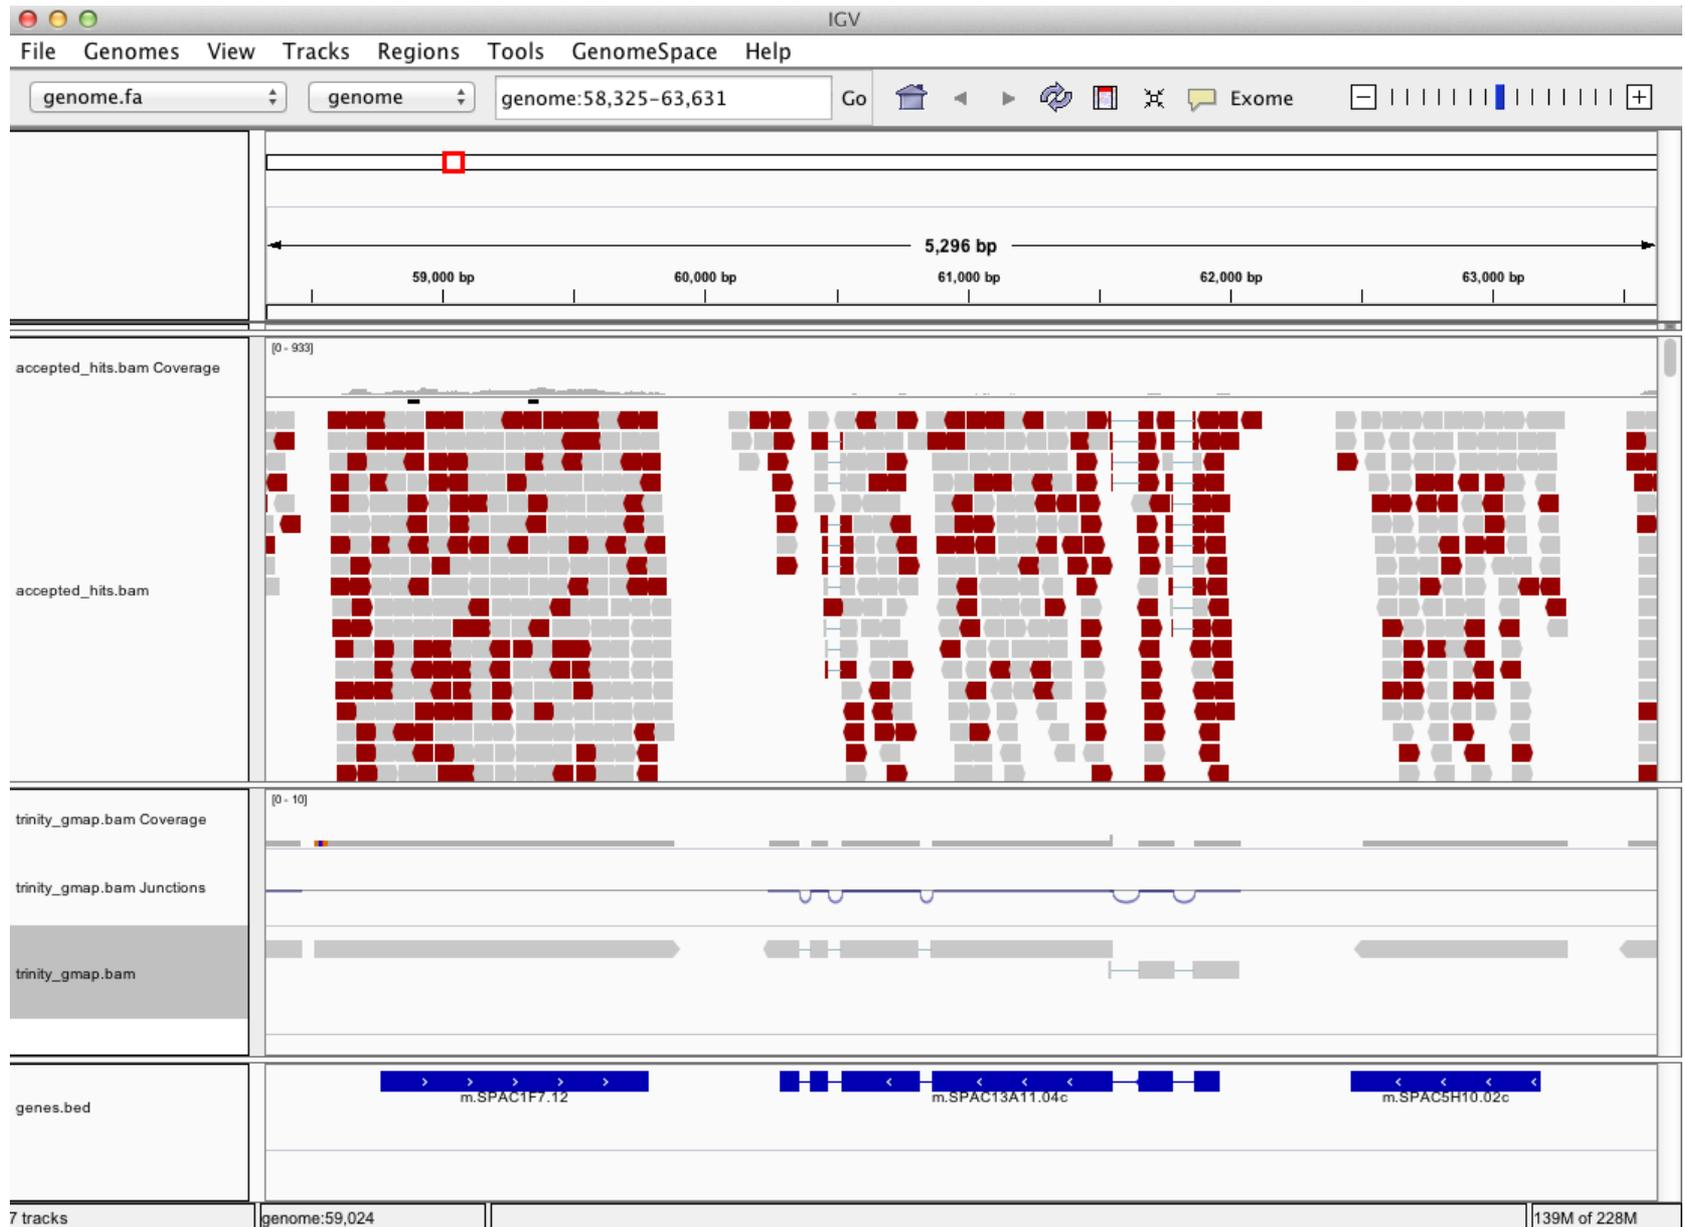 IGV
File Genomes View Tracks Regions Tools GenomeSpace Help
genome.fa genome genome:58,325-63,631 Go Exome
5,296 bp
59,000 bp 60,000 bp 61,000 bp 62,000 bp 63,000 bp
[0 - 933]
accepted_hits.bam Coverage
accepted_hits.bam
[0 - 10]
trinity_gmap.bam Coverage
trinity_gmap.bam Junctions
trinity_gmap.bam
genes.bed
m.SPAC1F7.12 m.SPAC13A11.04c m.SPAC5H10.02c
7 tracks genome:59,024 139M of 228M